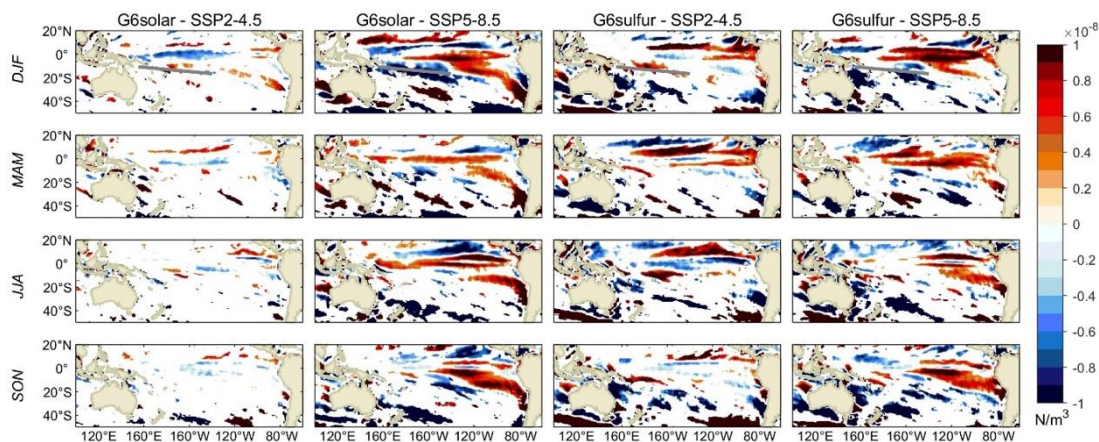 G6solar - SSP2-4.5 G6solar - SSP5-8.5 G6sulfur - SSP2-4.5 G6sulfur - SSP5-8.5
×10⁻⁸
DJF
20°N
0°
20°S
40°S
MAM
20°N
0°
20°S
40°S
JJA
20°N
0°
20°S
40°S
SON
20°N
0°
20°S
40°S
120°E 160°E 160°W 120°W 80°W 120°E 160°E 160°W 120°W 80°W 120°E 160°E 160°W 120°W 80°W 120°E 160°E 160°W 120°W 80°W
1
0.8
0.6
0.4
0.2
0
-0.2
-0.4
-0.6
-0.8
-1
N/m³